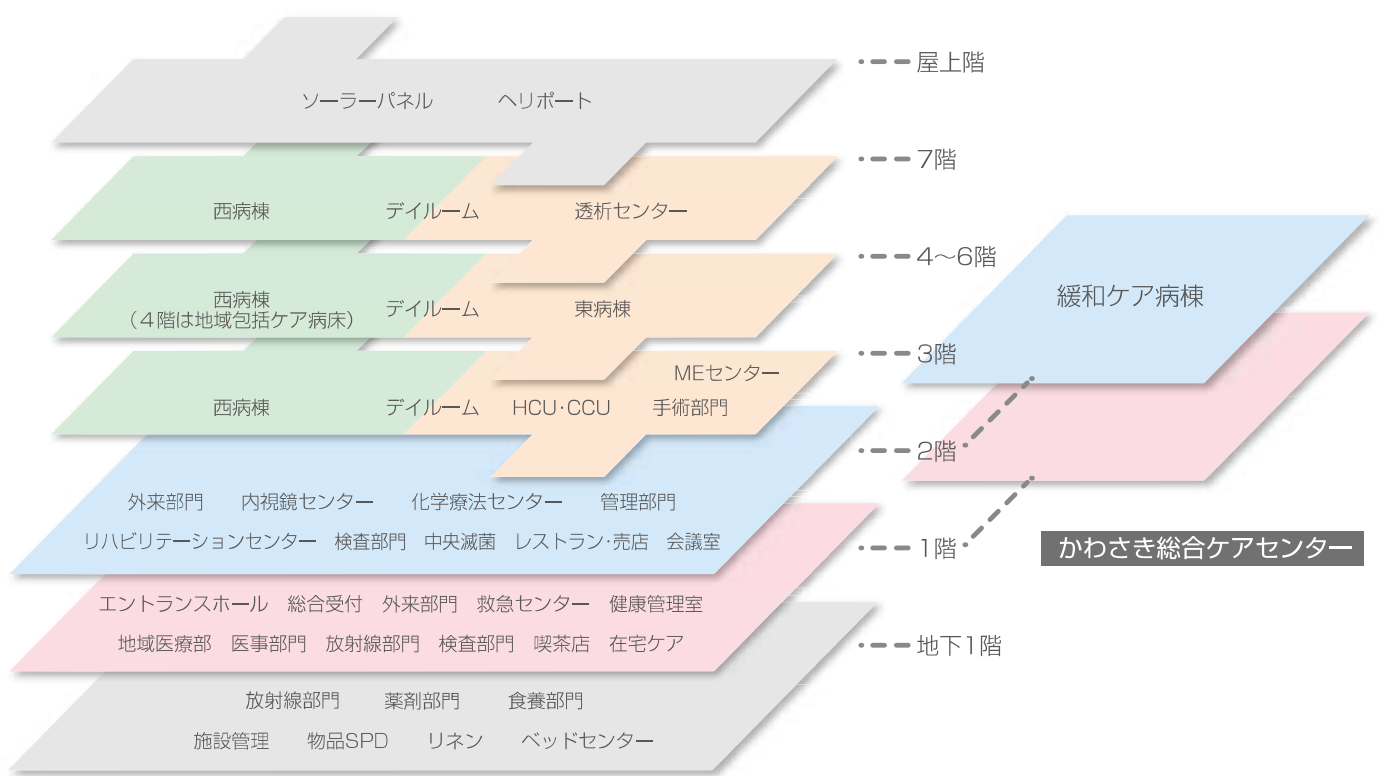 屋上階
ソーラーパネル　ヘリポート
7階
西病棟　デイルーム　透析センター
4〜6階
西病棟
（４階は地域包括ケア病床）　デイルーム　東病棟
緩和ケア病棟
3階
MEセンター
西病棟　デイルーム　HCU･CCU　手術部門
2階
外来部門　内視鏡センター　化学療法センター　管理部門
リハビリテーションセンター　検査部門　中央滅菌　レストラン･売店　会議室
1階
かわさき総合ケアセンター
エントランスホール　総合受付　外来部門　救急センター　健康管理室
地域医療部　医事部門　放射線部門　検査部門　喫茶店　在宅ケア
地下1階
放射線部門　薬剤部門　食養部門
施設管理　物品SPD　リネン　ベッドセンター